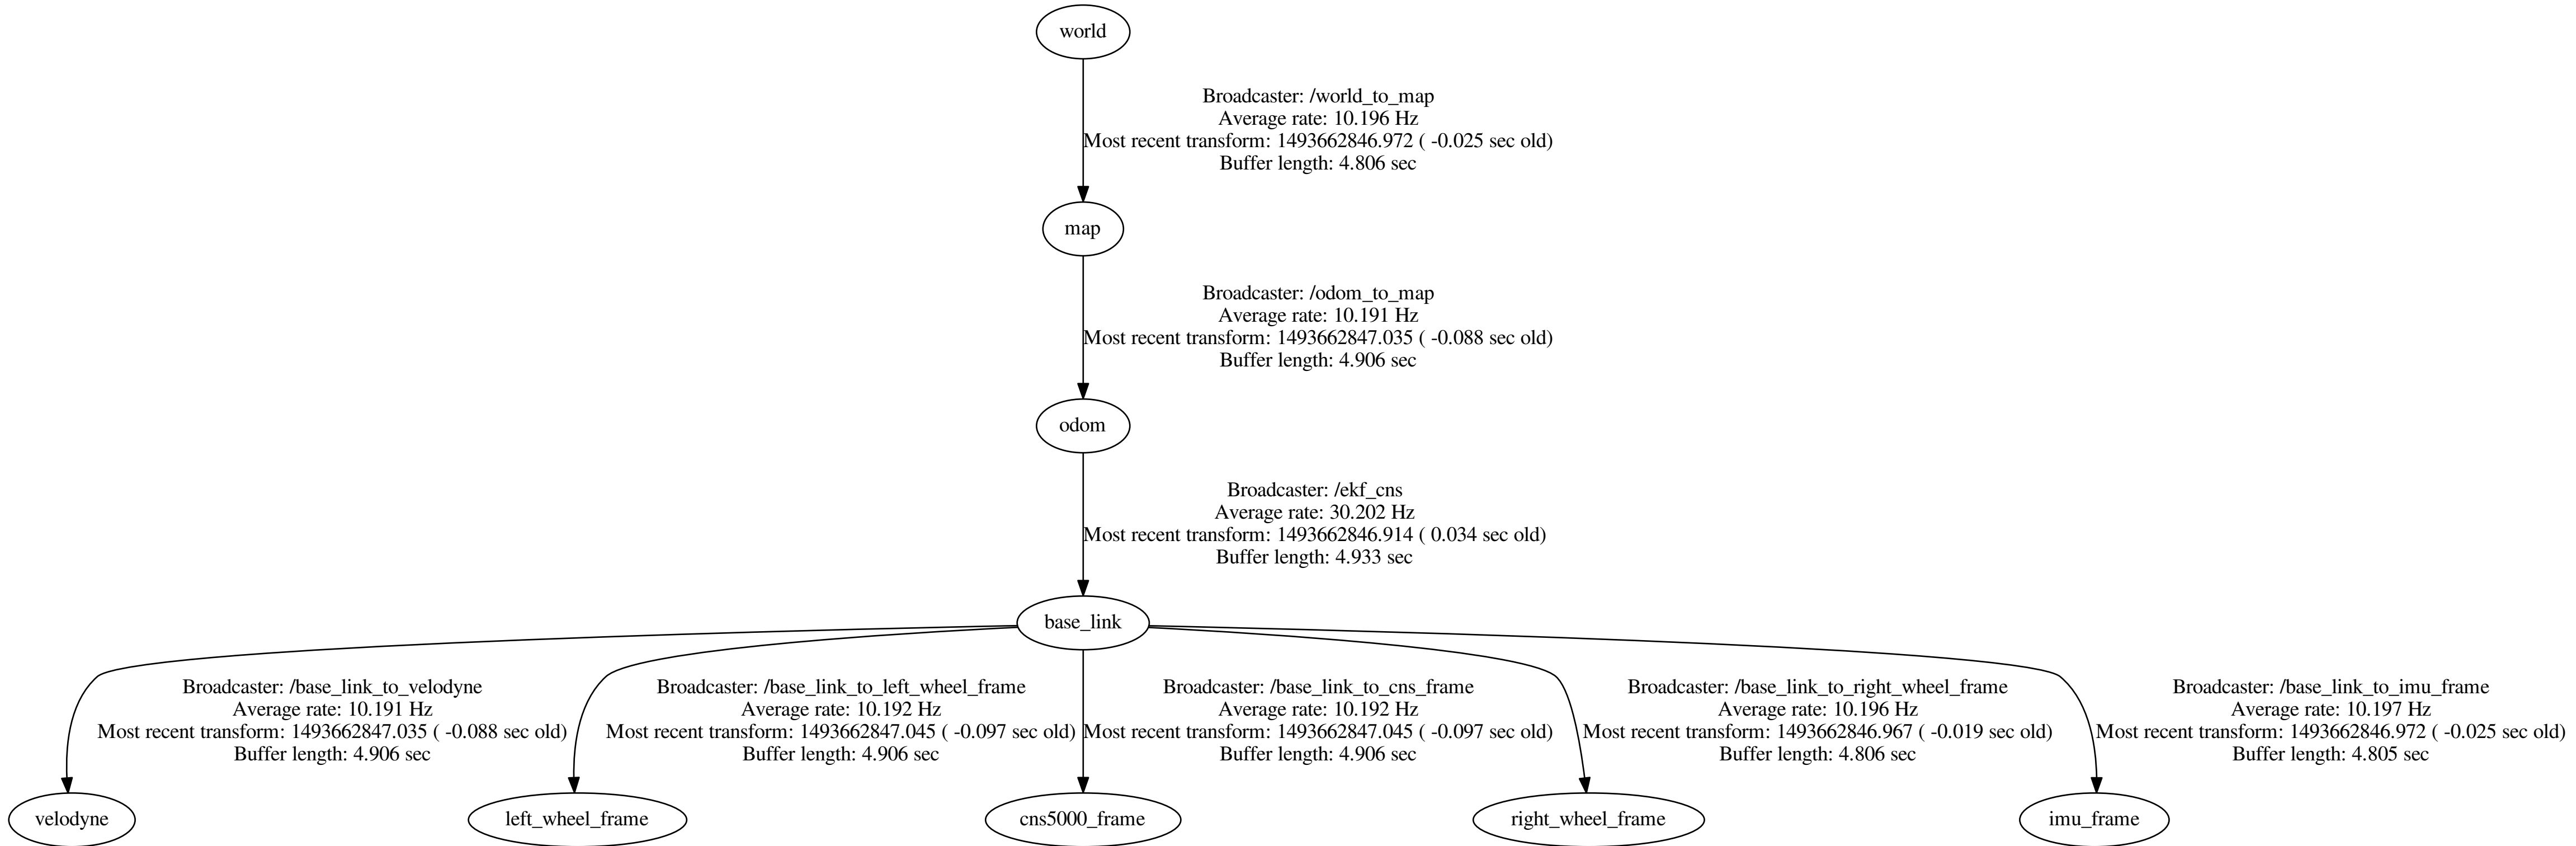 world
Broadcaster: /world_to_map
Average rate: 10.196 Hz
Most recent transform: 1493662846.972 ( -0.025 sec old)
Buffer length: 4.806 sec
map
Broadcaster: /odom_to_map
Average rate: 10.191 Hz
Most recent transform: 1493662847.035 ( -0.088 sec old)
Buffer length: 4.906 sec
odom
Broadcaster: /ekf_cns
Average rate: 30.202 Hz
Most recent transform: 1493662846.914 ( 0.034 sec old)
Buffer length: 4.933 sec
base_link
Broadcaster: /base_link_to_velodyne
Average rate: 10.191 Hz
Most recent transform: 1493662847.035 ( -0.088 sec old)
Buffer length: 4.906 sec
Broadcaster: /base_link_to_left_wheel_frame
Average rate: 10.192 Hz
Most recent transform: 1493662847.045 ( -0.097 sec old)
Buffer length: 4.906 sec
Broadcaster: /base_link_to_cns_frame
Average rate: 10.192 Hz
Most recent transform: 1493662847.045 ( -0.097 sec old)
Buffer length: 4.906 sec
Broadcaster: /base_link_to_right_wheel_frame
Average rate: 10.196 Hz
Most recent transform: 1493662846.967 ( -0.019 sec old)
Buffer length: 4.806 sec
Broadcaster: /base_link_to_imu_frame
Average rate: 10.197 Hz
Most recent transform: 1493662846.972 ( -0.025 sec old)
Buffer length: 4.805 sec
velodyne
left_wheel_frame
cns5000_frame
right_wheel_frame
imu_frame